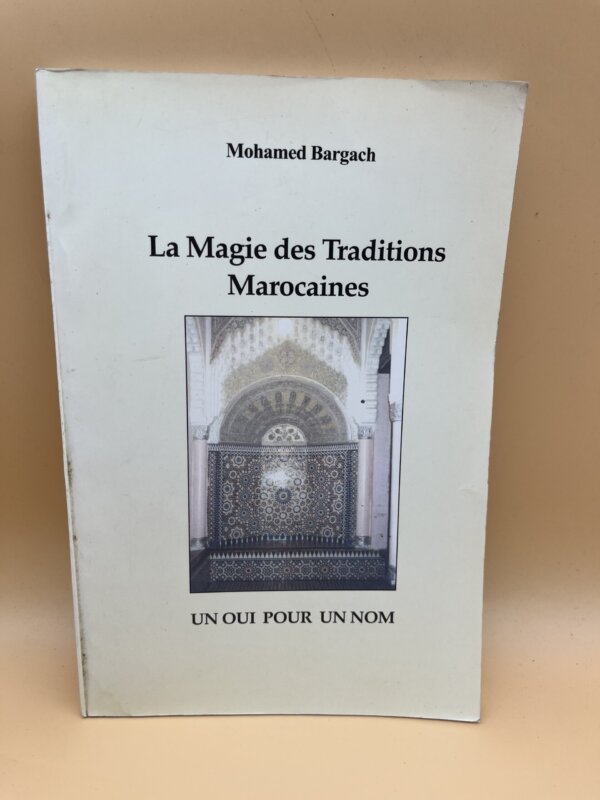 Mohamed Bargach
La Magie des Traditions
Marocaines
UN OUI POUR UN NOM